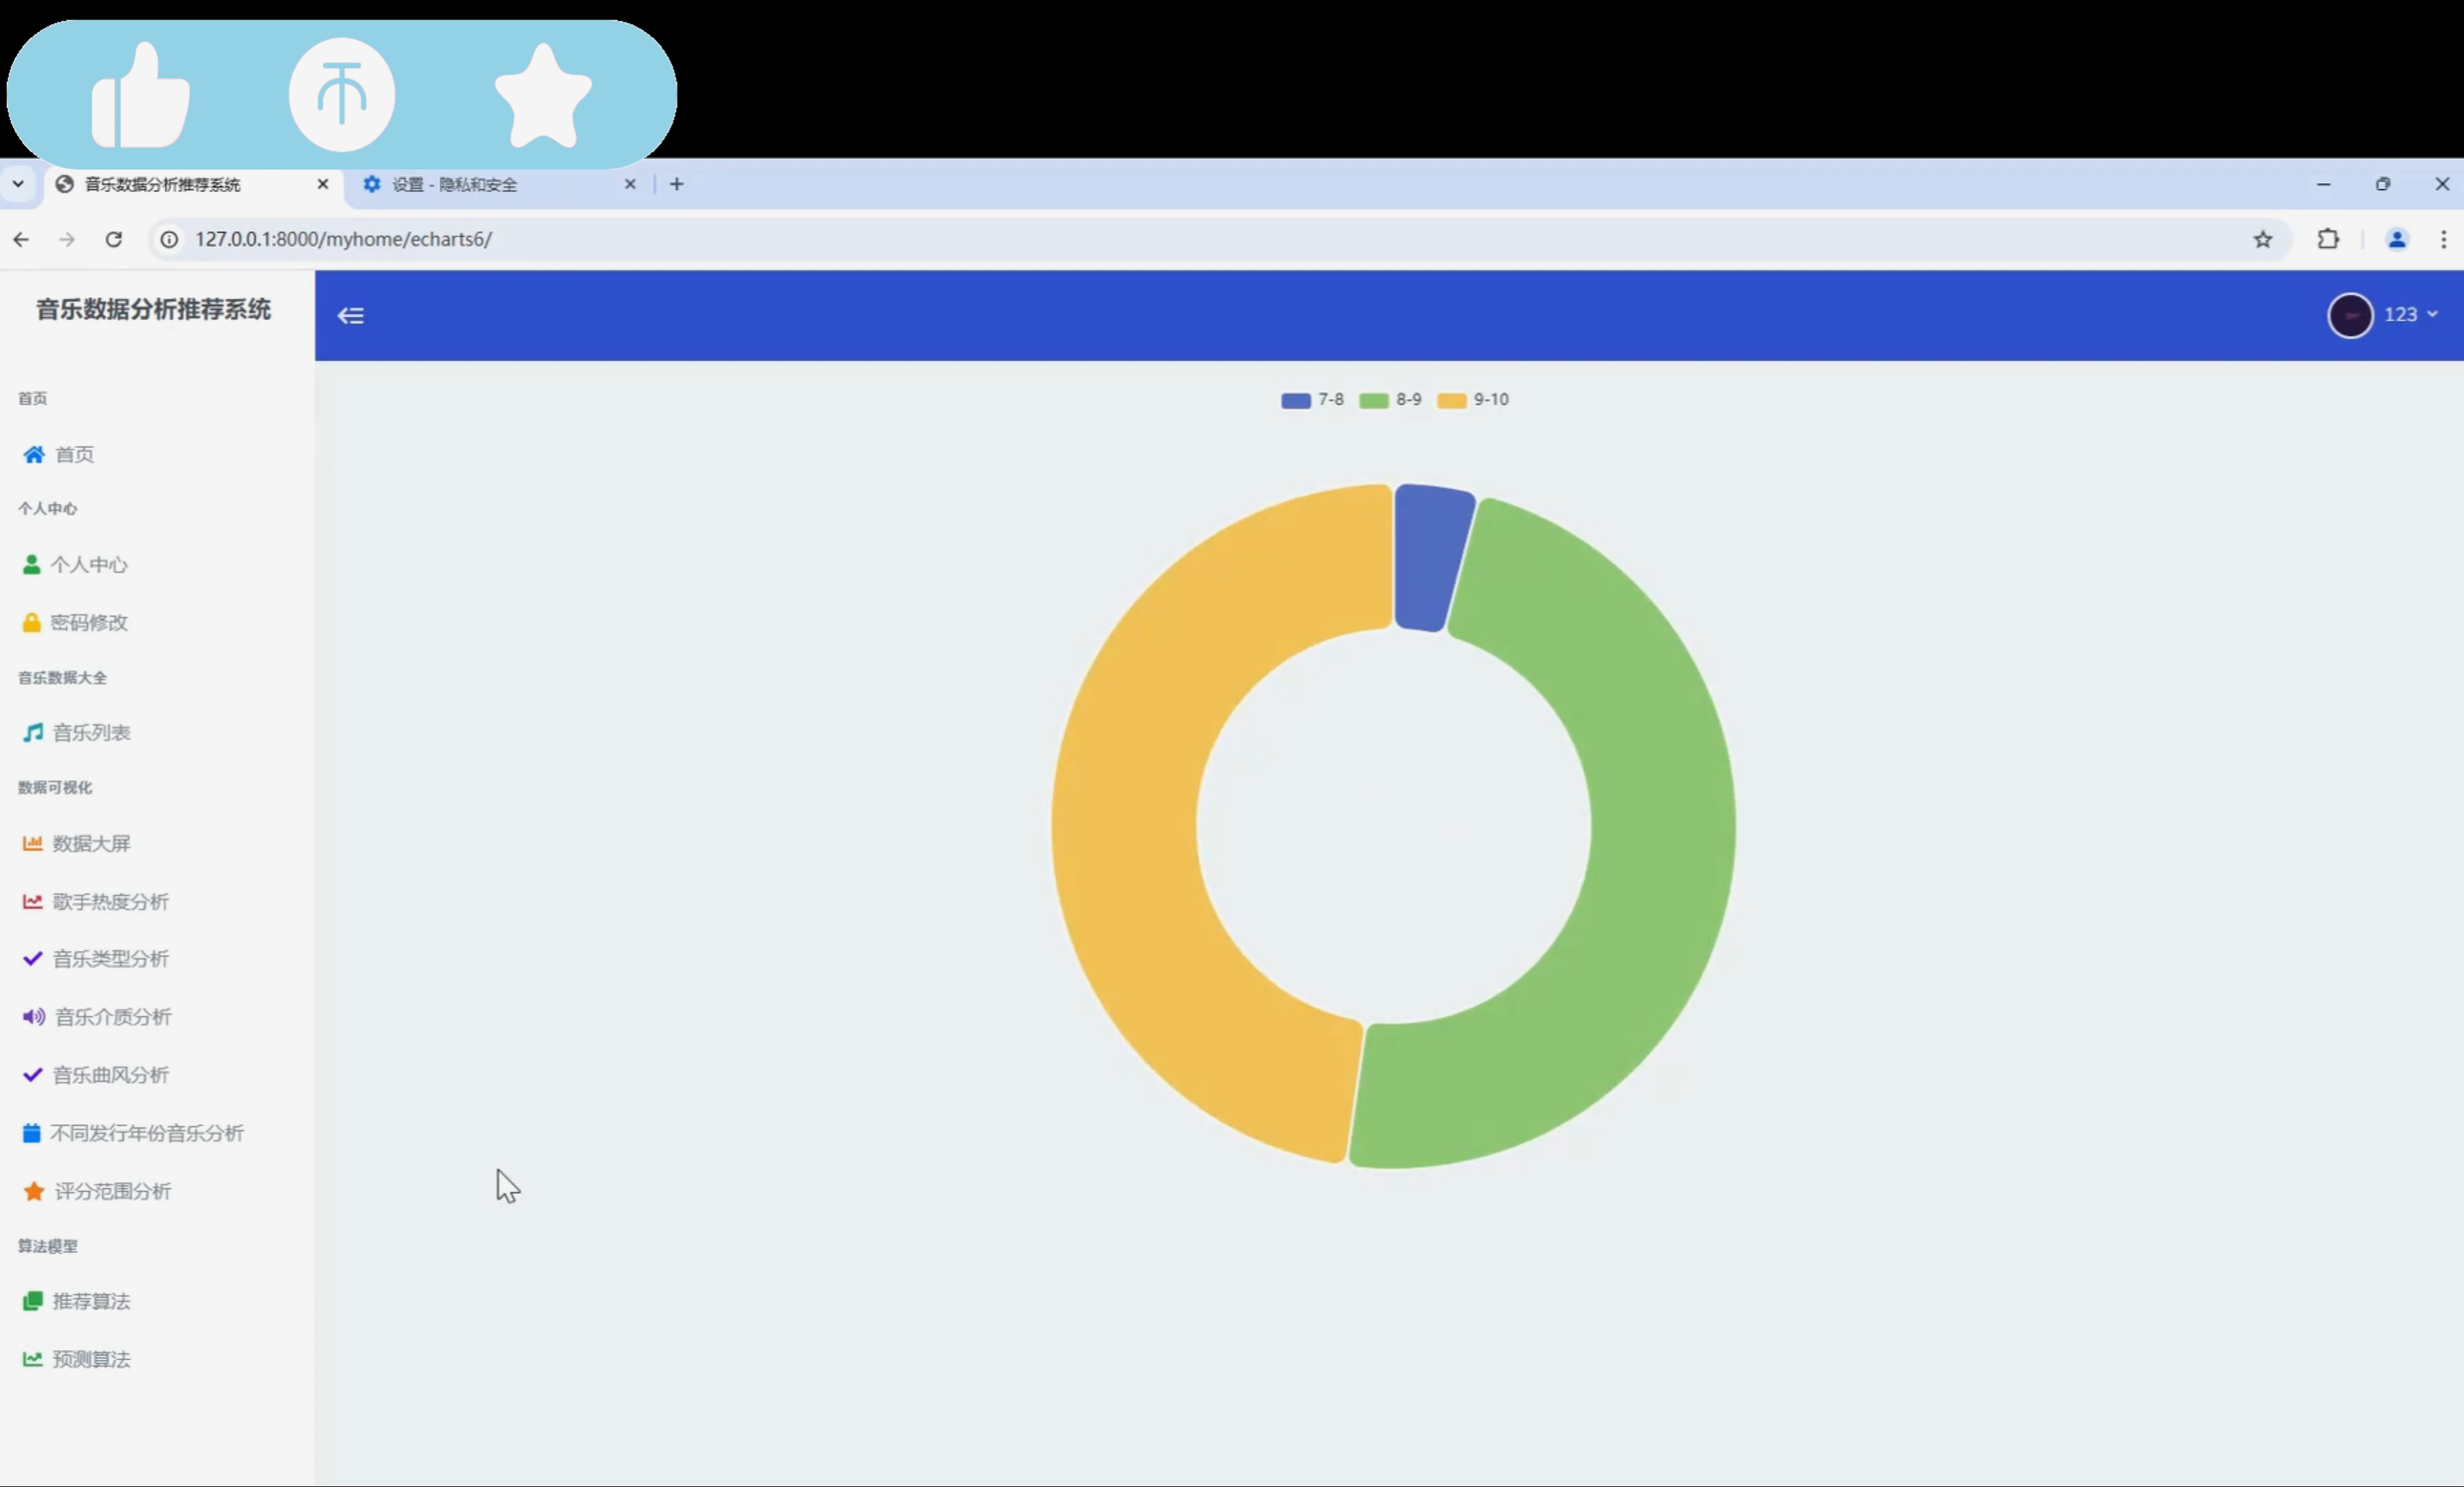 音乐数据分析推荐系统
设置 - 隐私和安全
127.0.0.1:8000/myhome/echarts6/
音乐数据分析推荐系统
123
首页
首页
个人中心
个人中心
密码修改
音乐数据大全
音乐列表
数据可视化
数据大屏
歌手热度分析
音乐类型分析
音乐介质分析
音乐曲风分析
不同发行年份音乐分析
评分范围分析
算法模型
推荐算法
预测算法
7-8 8-9 9-10